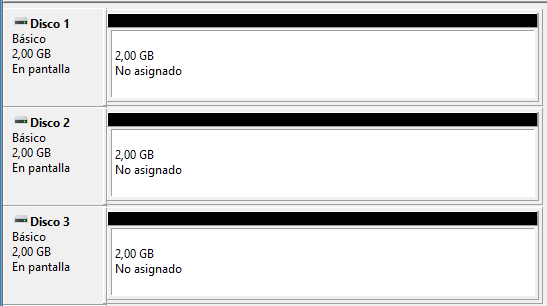 Disco 1
Básico
2,00 GB
En pantalla
2,00 GB
No asignado
Disco 2
Básico
2,00 GB
En pantalla
2,00 GB
No asignado
Disco 3
Básico
2,00 GB
En pantalla
2,00 GB
No asignado